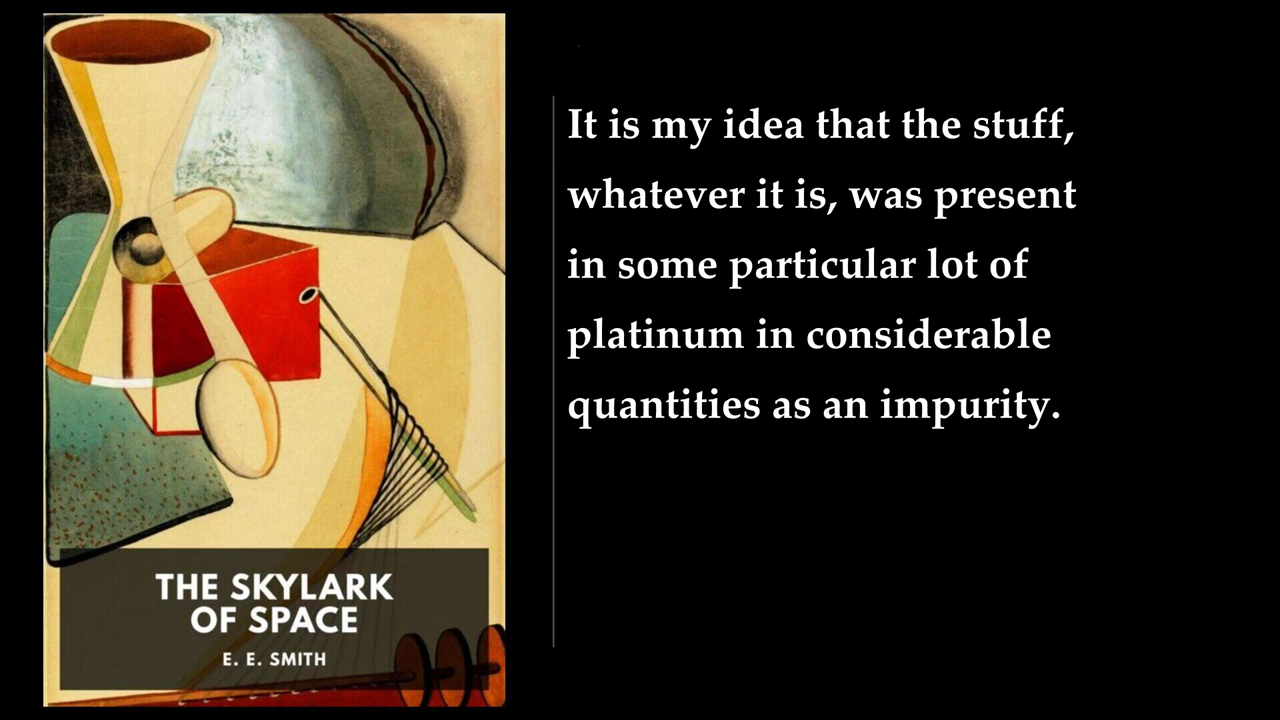 THE SKYLARK
OF SPACE
E. E. SMITH
It is my idea that the stuff,
whatever it is, was present
in some particular lot of
platinum in considerable
quantities as an impurity.